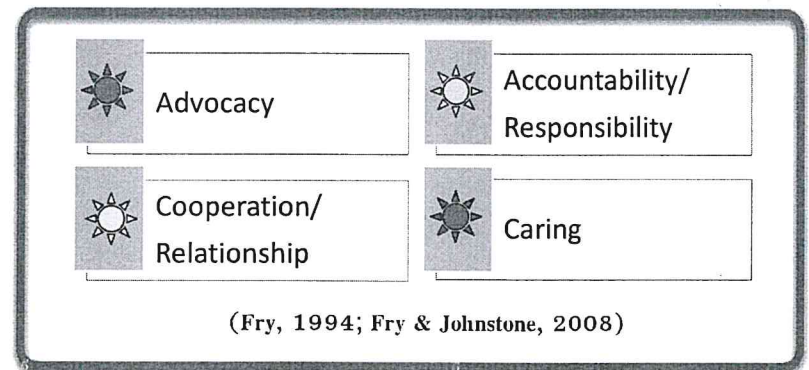 Advocacy
Accountability/
Responsibility
Cooperation/
Relationship
Caring
(Fry, 1994; Fry & Johnstone, 2008)